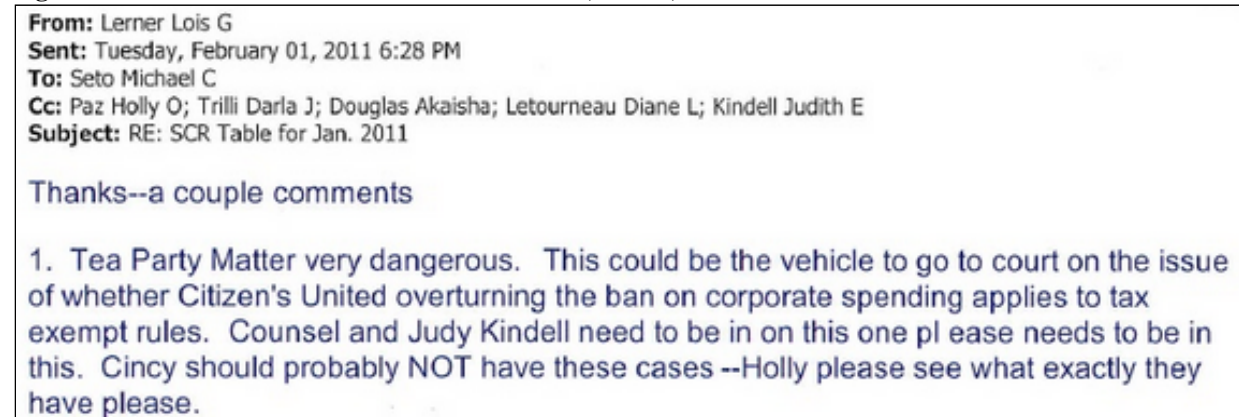 From: Lerner Lois G
Sent: Tuesday, February 01, 2011 6:28 PM
To: Seto Michael C
Cc: Paz Holly O; Trilli Darla J; Douglas Akaisha; Letourneau Diane L; Kindell Judith E
Subject: RE: SCR Table for Jan. 2011
Thanks--a couple comments
1. Tea Party Matter very dangerous. This could be the vehicle to go to court on the issue
of whether Citizen's United overturning the ban on corporate spending applies to tax
exempt rules. Counsel and Judy Kindell need to be in on this one pl ease needs to be in
this. Cincy should probably NOT have these cases --Holly please see what exactly they
have please.